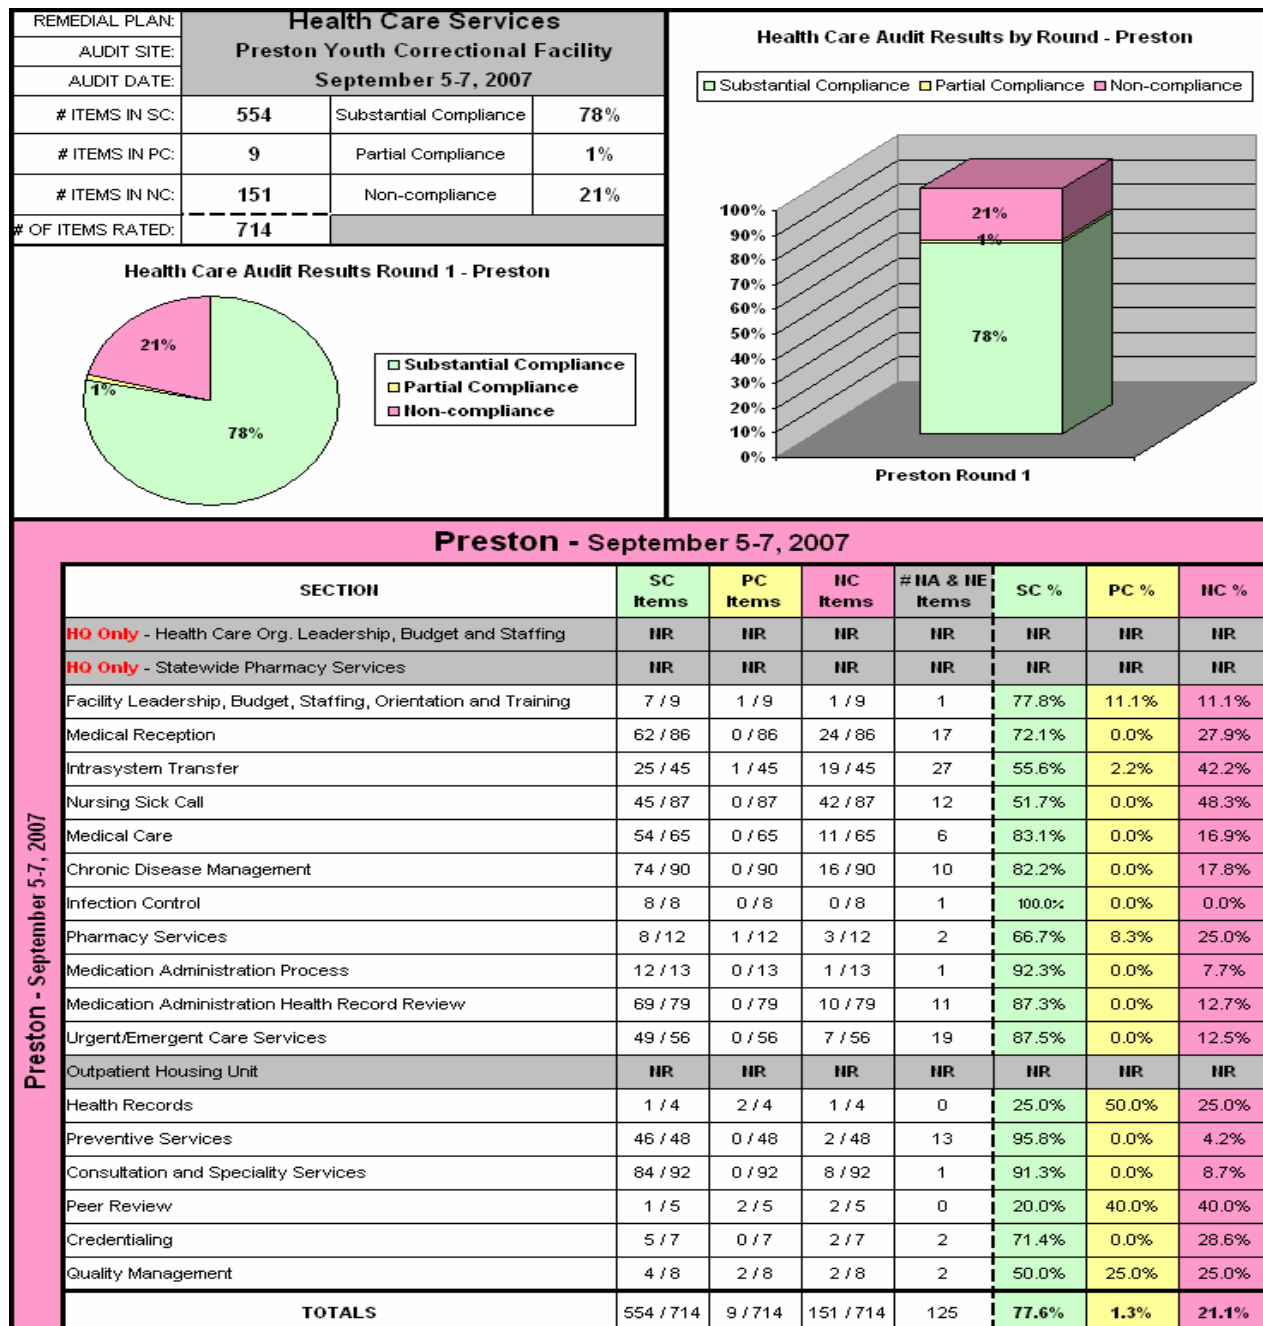 REMEDIAL PLAN: Health Care Services
AUDIT SITE: Preston Youth Correctional Facility
AUDIT DATE: September 5-7, 2007
# ITEMS IN SC: 554 Substantial Compliance 78%
# ITEMS IN PC: 9 Partial Compliance 1%
# ITEMS IN NC: 151 Non-compliance 21%
# OF ITEMS RATED: 714
Health Care Audit Results Round 1 - Preston
21%
1%
78%
Substantial Compliance
Partial Compliance
Non-compliance
Health Care Audit Results by Round - Preston
Substantial Compliance Partial Compliance Non-compliance
100%
90%
80%
70%
60%
50%
40%
30%
20%
10%
0%
21%
1%
78%
Preston Round 1
Preston - September 5-7, 2007
Preston - September 5-7, 2007
SECTION SC Items PC Items NC Items # NA & NE Items SC % PC % NC %
HQ Only - Health Care Org. Leadership, Budget and Staffing NR NR NR NR NR NR NR
HQ Only - Statewide Pharmacy Services NR NR NR NR NR NR NR
Facility Leadership, Budget, Staffing, Orientation and Training 7 / 9 1 / 9 1 / 9 1 77.8% 11.1% 11.1%
Medical Reception 62 / 86 0 / 86 24 / 86 17 72.1% 0.0% 27.9%
Intrasystem Transfer 25 / 45 1 / 45 19 / 45 27 55.6% 2.2% 42.2%
Nursing Sick Call 45 / 87 0 / 87 42 / 87 12 51.7% 0.0% 48.3%
Medical Care 54 / 65 0 / 65 11 / 65 6 83.1% 0.0% 16.9%
Chronic Disease Management 74 / 90 0 / 90 16 / 90 10 82.2% 0.0% 17.8%
Infection Control 8 / 8 0 / 8 0 / 8 1 100.0% 0.0% 0.0%
Pharmacy Services 8 / 12 1 / 12 3 / 12 2 66.7% 8.3% 25.0%
Medication Administration Process 12 / 13 0 / 13 1 / 13 1 92.3% 0.0% 7.7%
Medication Administration Health Record Review 69 / 79 0 / 79 10 / 79 11 87.3% 0.0% 12.7%
Urgent/Emergent Care Services 49 / 56 0 / 56 7 / 56 19 87.5% 0.0% 12.5%
Outpatient Housing Unit NR NR NR NR NR NR NR
Health Records 1 / 4 2 / 4 1 / 4 0 25.0% 50.0% 25.0%
Preventive Services 46 / 48 0 / 48 2 / 48 13 95.8% 0.0% 4.2%
Consultation and Speciality Services 84 / 92 0 / 92 8 / 92 1 91.3% 0.0% 8.7%
Peer Review 1 / 5 2 / 5 2 / 5 0 20.0% 40.0% 40.0%
Credentialing 5 / 7 0 / 7 2 / 7 2 71.4% 0.0% 28.6%
Quality Management 4 / 8 2 / 8 2 / 8 2 50.0% 25.0% 25.0%
TOTALS 554 / 714 9 / 714 151 / 714 125 77.6% 1.3% 21.1%